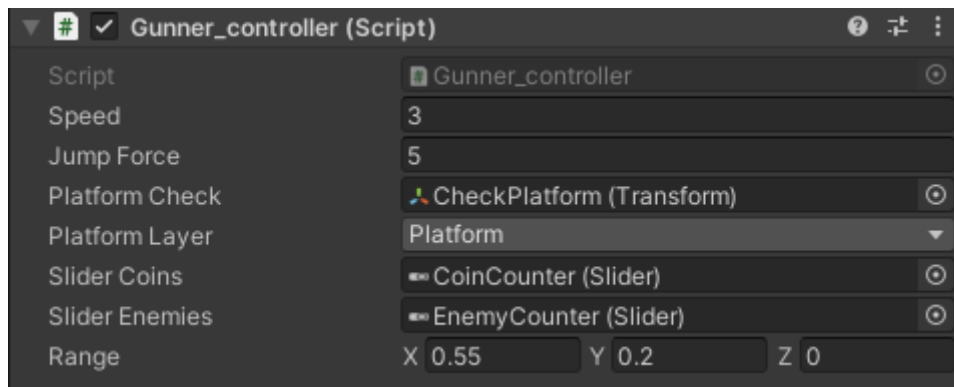 # Gunner_controller (Script)
Script # Gunner_controller
Speed 3
Jump Force 5
Platform Check CheckPlatform (Transform)
Platform Layer Platform
Slider Coins CoinCounter (Slider)
Slider Enemies EnemyCounter (Slider)
Range X 0.55 Y 0.2 Z 0